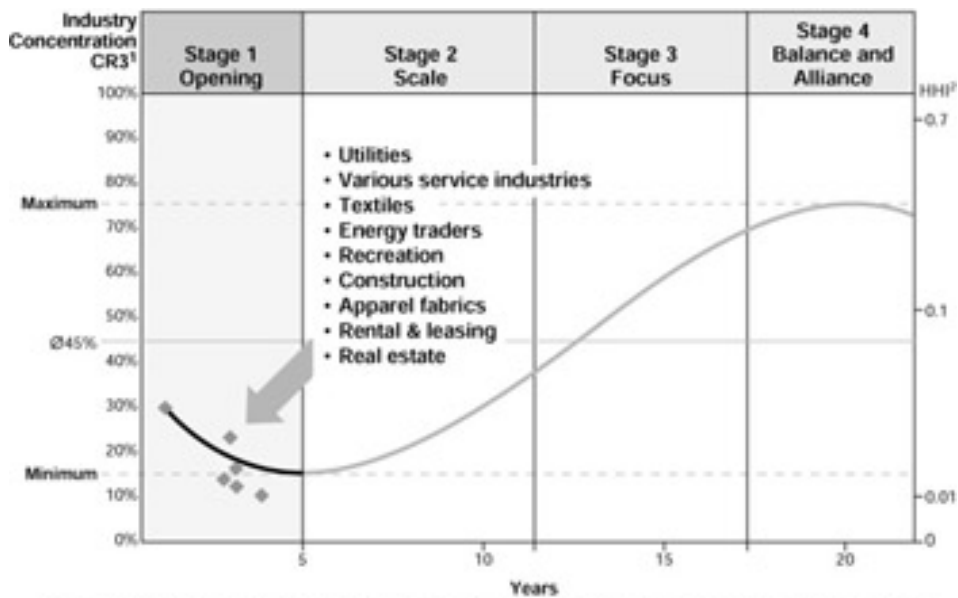 Industry
Concentration
CR3¹
Stage 1
Opening
Stage 2
Scale
Stage 3
Focus
Stage 4
Balance and
Alliance
HHI²
100%
90%
80%
Maximum
70%
60%
50%
Ø45%
40%
30%
20%
Minimum
10%
0%
• Utilities
• Various service industries
• Textiles
• Energy traders
• Recreation
• Construction
• Apparel fabrics
• Rental & leasing
• Real estate
0.7
0.1
0.01
0
5
10
15
20
Years